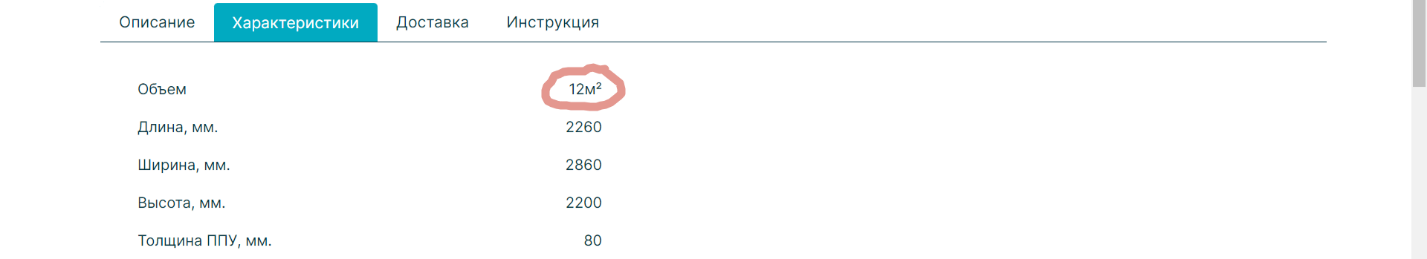 Описание Характеристики Доставка Инструкция
Объем 12м²
Длина, мм. 2260
Ширина, мм. 2860
Высота, мм. 2200
Толщина ППУ, мм. 80